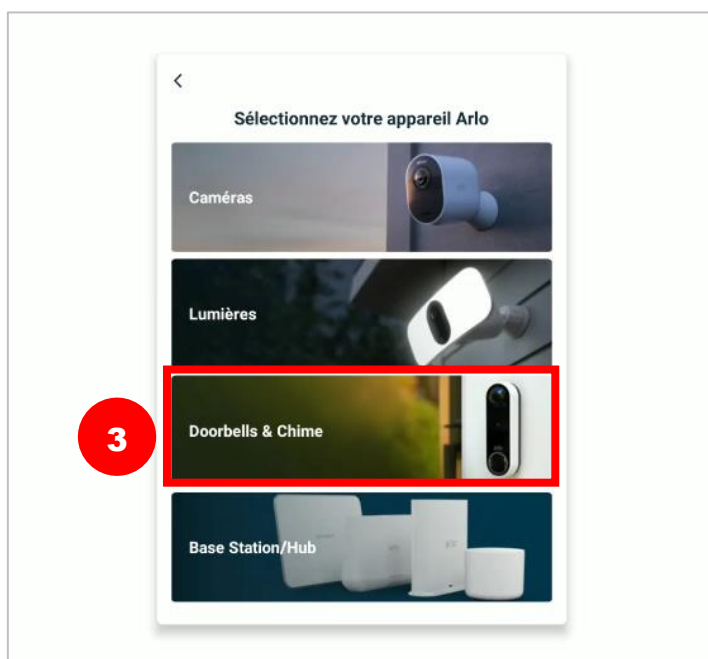 Sélectionnez votre appareil Arlo
Caméras
Lumières
3
Doorbells & Chime
Base Station/Hub